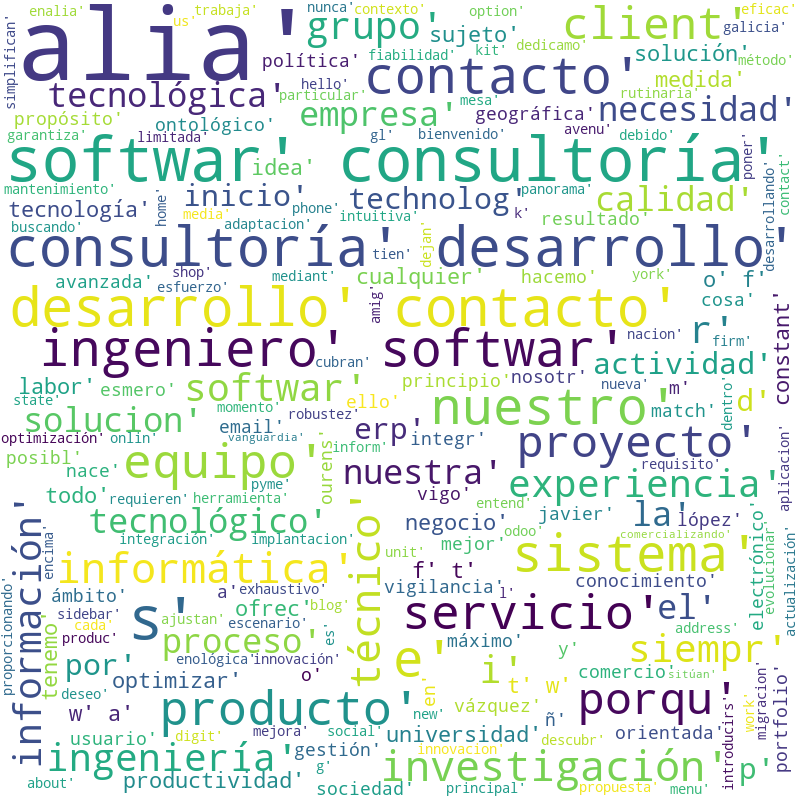 enalia' trabaja' nunca' contexto' option' eficac'
us' grupo' sujeto' client' galicia'
simplifican' alia' política' fiabilidad' dedicamo' kit' solución' método'
hello' contacto' medida' rutinaria'
tecnológica' particular' mesa' necesidad'
propósito' empresa' geográfica'
garantiza' ontológico' limitada' gl' bienvenido' avenu' debido' poner'
softwar' consultoría' idea' contact'
mantenimiento' inicio' technolog' panorama' calidad'
tecnología' home' media' phone' intuitiva' k' resultado' desarrollando'
buscando' adaptacion' tien' dejan'
consultoría' desarrollo'
avanzada' shop' mediant' cualquier' hacemo' york' o' f'
esfuerzo' amig' cosa' constant'
desarrollo' contacto' r'
ingeniero' softwar' nacion' firm'
cubran' actividad'
labor' esmero' softwar' principio' nosotr' nueva' m' d' dentro'
state' momento' ello' nuestro' match'
solucion' email' robustez' erp' integr' proyecto'
optimización' onlin' vanguardia' inform'
posibl' nace' equipo' ourens' nuestra' requisito' aplicacion'
pyme' experiencia'
todo' requieren' herramienta' vigo' entend' la' López'
tecnológico' negocio' odoo' javier' electrónico'
información' encima' integración' implantacion' mejor' comercializando' evolucionar'
informática' unit' f' t' sistema' actualización'
ámbito' a' exhaustivo' técnico' vigilancia' l' conocimiento'
proporcionando' sidebar' cada' ajustan' blog' ofrec' servicio' el' address'
produc' s' escenario' es' máximo' siempr'
tenemo' por' proceso' e' y'
deseo' enológica' innovación' i' comercio' sitúan'
optimizar' o' en' t' w' porqu' migracion' portfolio'
w' a' producto' vázquez' ñ' work'
usuario' digit' mejora' social' new' universidad' descubr' orientada' introducirs'
ingeniería' gestión' innovacion' p'
about' productividad' g' sociedad' principal' investigación' propuesta' menu'